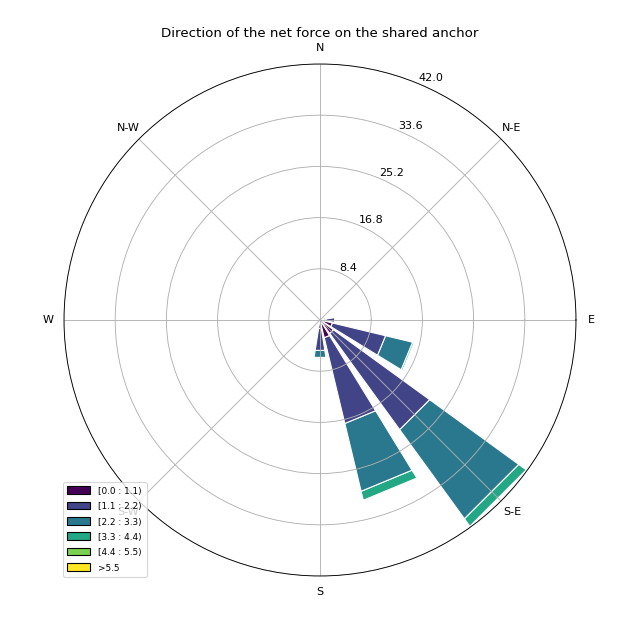 Direction of the net force on the shared anchor
N
42.0
N-W
N-E
33.6
25.2
16.8
8.4
W
E
[0.0 : 1.1)
[1.1 : 2.2)
S-W
S-E
[2.2 : 3.3)
[3.3 : 4.4)
[4.4 : 5.5)
>5.5
S